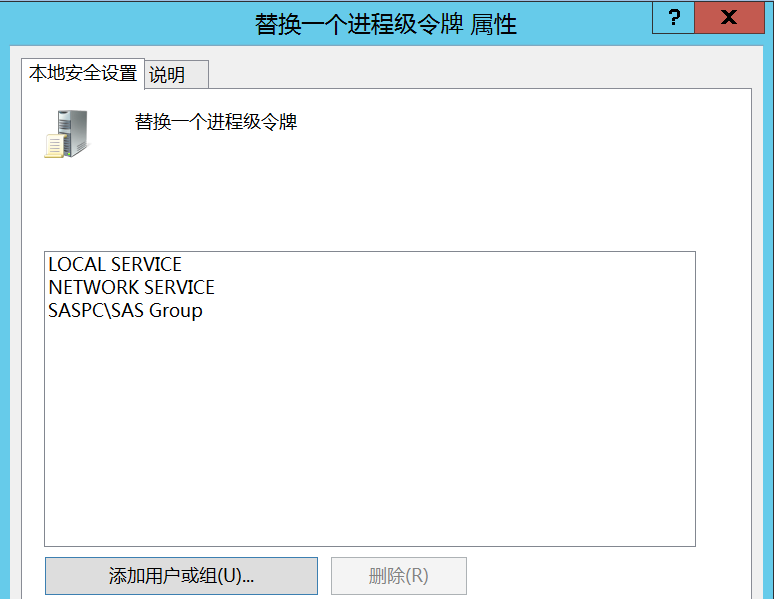 替换一个进程级令牌 属性
?
X
本地安全设置
说明
替换一个进程级令牌
LOCAL SERVICE
NETWORK SERVICE
SASPC\SAS Group
添加用户或组(U)...
删除(R)